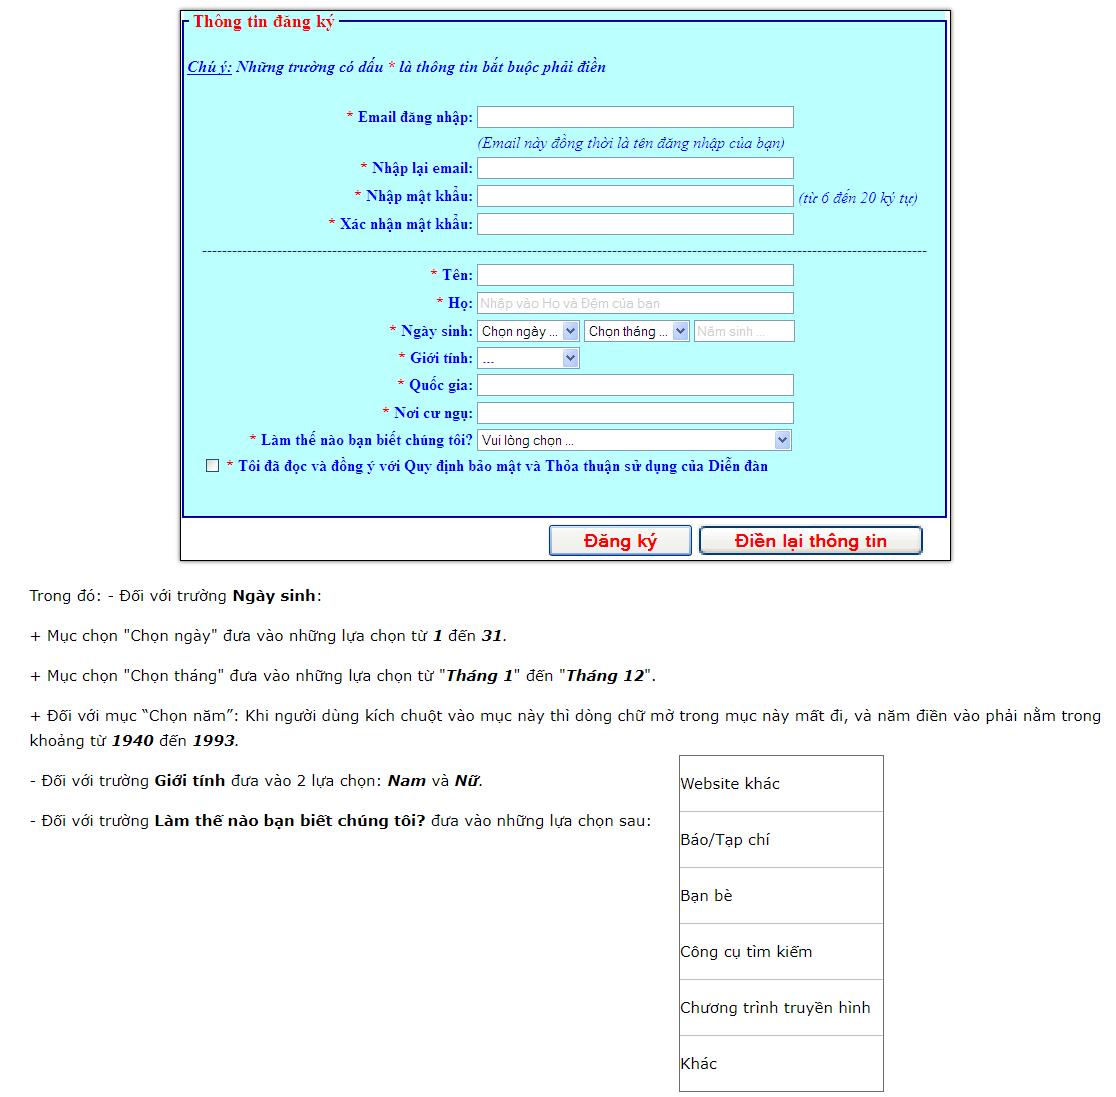 Thông tin đăng ký
Chú ý: Những trường có dấu * là thông tin bắt buộc phải điền
* Email đăng nhập:
(Email này đồng thời là tên đăng nhập của bạn)
* Nhập lại email:
* Nhập mật khẩu: (từ 6 đến 20 ký tự)
* Xác nhận mật khẩu:
* Tên:
* Họ: Nhập vào Họ và Đệm của bạn
* Ngày sinh: Chọn ngày ... Chọn tháng ... Năm sinh ...
* Giới tính: ...
* Quốc gia:
* Nơi cư ngụ:
* Làm thế nào bạn biết chúng tôi? Vui lòng chọn ...
* Tôi đã đọc và đồng ý với Quy định bảo mật và Thỏa thuận sử dụng của Diễn đàn
Đăng ký Điền lại thông tin
Trong đó: - Đối với trường Ngày sinh:
+ Mục chọn "Chọn ngày" đưa vào những lựa chọn từ 1 đến 31.
+ Mục chọn "Chọn tháng" đưa vào những lựa chọn từ "Tháng 1" đến "Tháng 12".
+ Đối với mục “Chọn năm”: Khi người dùng kích chuột vào mục này thì dòng chữ mờ trong mục này mất đi, và năm điền vào phải nằm trong
khoảng từ 1940 đến 1993.
- Đối với trường Giới tính đưa vào 2 lựa chọn: Nam và Nữ.
- Đối với trường Làm thế nào bạn biết chúng tôi? đưa vào những lựa chọn sau:
Website khác
Báo/Tạp chí
Bạn bè
Công cụ tìm kiếm
Chương trình truyền hình
Khác